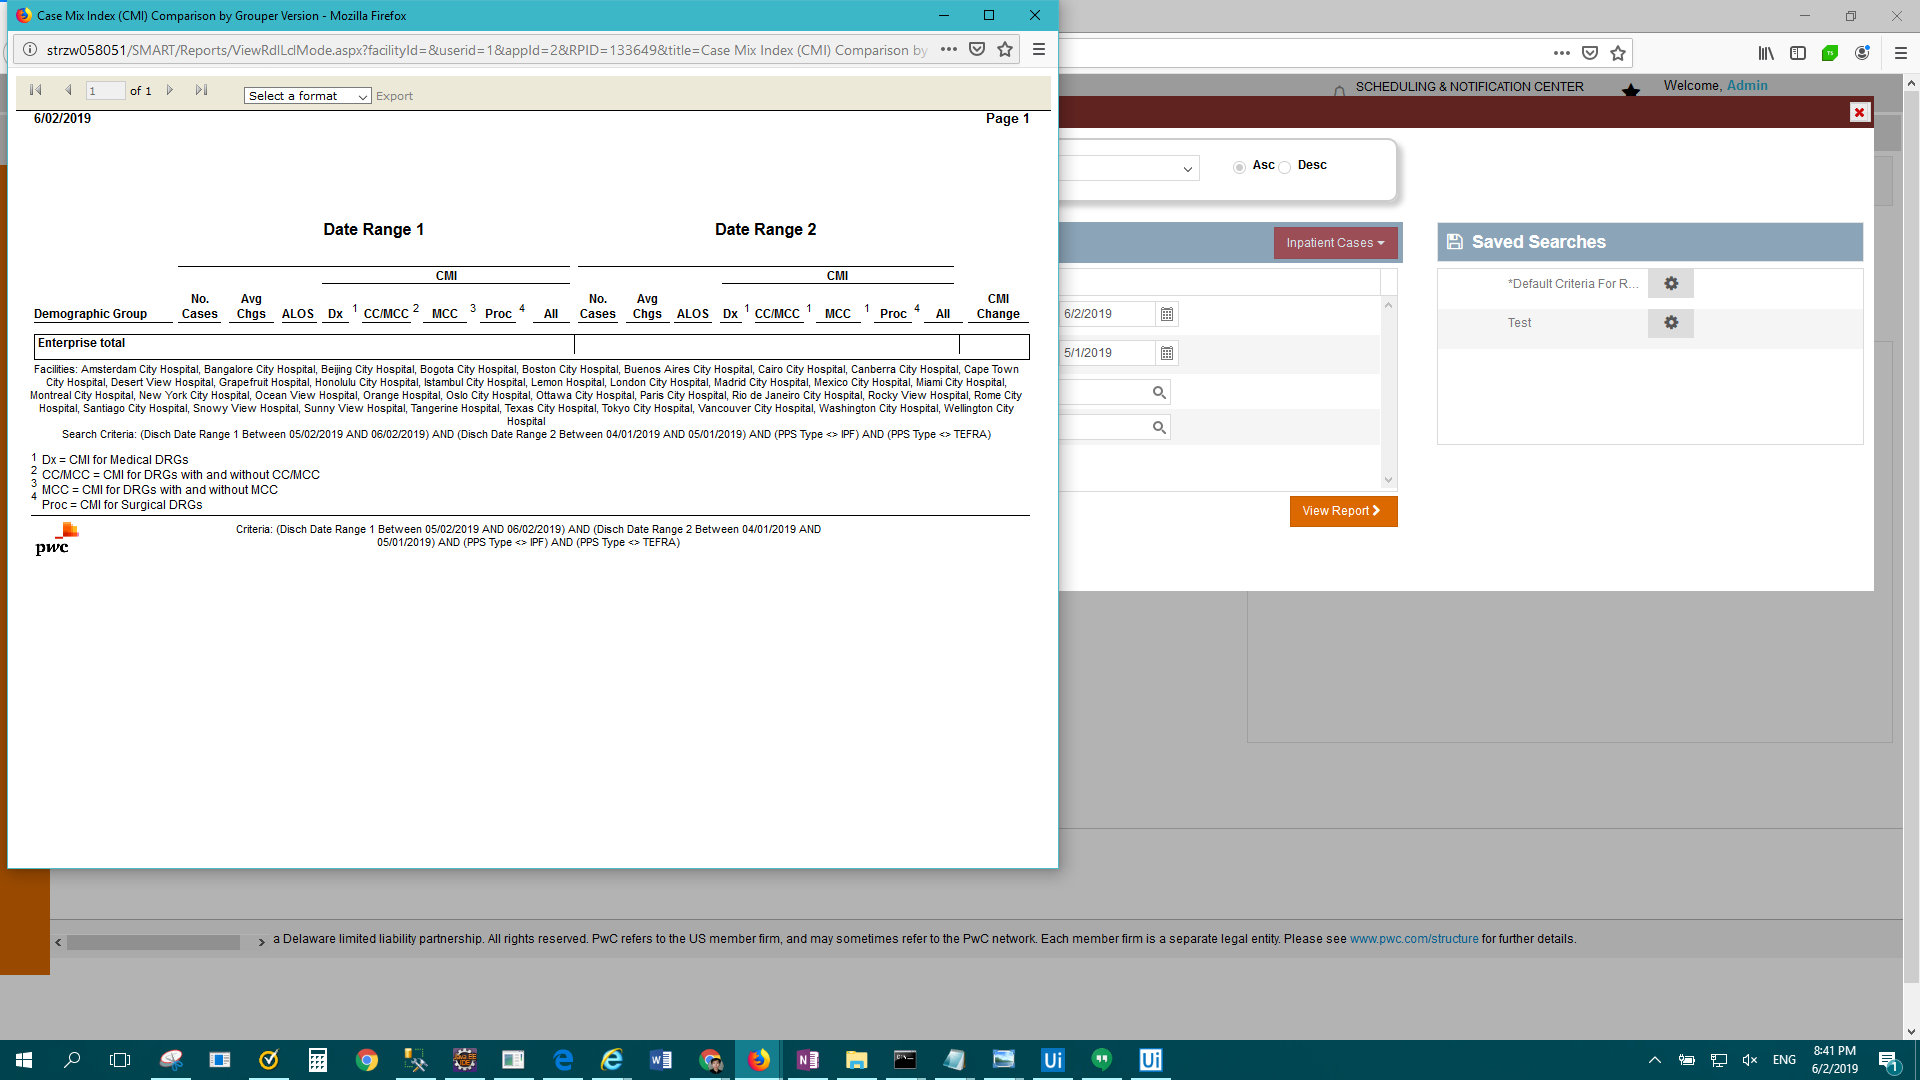 Case Mix Index (CMI) Comparison by Grouper Version - Mozilla Firefox
strzw058051/SMART/Reports/ViewRdlLclMode.aspx?facilityId=&userid=1&appId=2&RPID=133649&title=Case Mix Index (CMI) Comparison by
1 of 1 Select a format Export
6/02/2019 Page 1
Date Range 1 Date Range 2
CMI CMI
No. Avg No. Avg CMI
Demographic Group Cases Chgs ALOS Dx 1 CC/MCC 2 MCC 3 Proc 4 All Cases Chgs ALOS Dx 1 CC/MCC 1 MCC 1 Proc 4 All Change
Enterprise total
Facilities: Amsterdam City Hospital, Bangalore City Hospital, Beijing City Hospital, Bogota City Hospital, Boston City Hospital, Buenos Aires City Hospital, Cairo City Hospital, Canberra City Hospital, Cape Town
City Hospital, Desert View Hospital, Grapefruit Hospital, Honolulu City Hospital, Istambul City Hospital, Lemon Hospital, London City Hospital, Madrid City Hospital, Mexico City Hospital, Miami City Hospital,
Montreal City Hospital, New York City Hospital, Ocean View Hospital, Orange Hospital, Oslo City Hospital, Ottawa City Hospital, Paris City Hospital, Rio de Janeiro City Hospital, Rocky View Hospital, Rome City
Hospital, Santiago City Hospital, Snowy View Hospital, Sunny View Hospital, Tangerine Hospital, Texas City Hospital, Tokyo City Hospital, Vancouver City Hospital, Washington City Hospital, Wellington City
Hospital
Search Criteria: (Disch Date Range 1 Between 05/02/2019 AND 06/02/2019) AND (Disch Date Range 2 Between 04/01/2019 AND 05/01/2019) AND (PPS Type <> IPF) AND (PPS Type <> TEFRA)
1 Dx = CMI for Medical DRGs
2 CC/MCC = CMI for DRGs with and without CC/MCC
3 MCC = CMI for DRGs with and without MCC
4 Proc = CMI for Surgical DRGs
pwc
Criteria: (Disch Date Range 1 Between 05/02/2019 AND 06/02/2019) AND (Disch Date Range 2 Between 04/01/2019 AND
05/01/2019) AND (PPS Type <> IPF) AND (PPS Type <> TEFRA)
SCHEDULING & NOTIFICATION CENTER Welcome, Admin
Asc Desc
Inpatient Cases
6/2/2019
5/1/2019
View Report
Saved Searches
*Default Criteria For R...
Test
a Delaware limited liability partnership. All rights reserved. PwC refers to the US member firm, and may sometimes refer to the PwC network. Each member firm is a separate legal entity. Please see www.pwc.com/structure for further details.
ENG
8:41 PM
6/2/2019
1